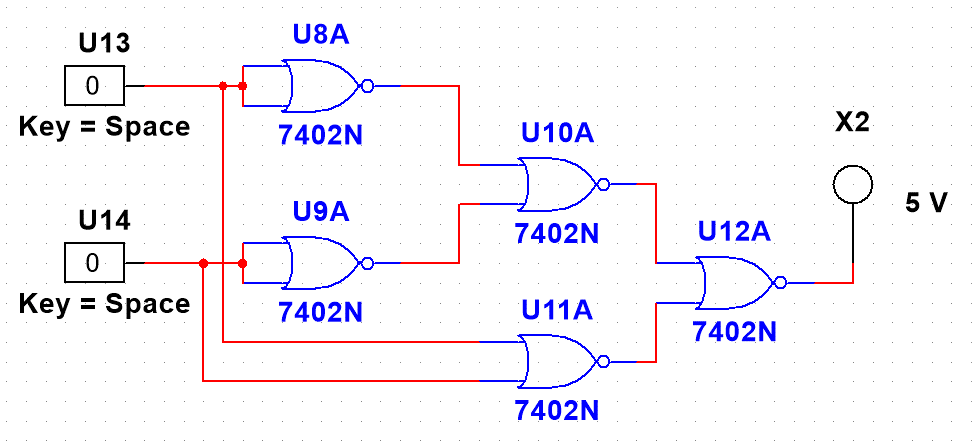 U13
0
Key = Space
U8A
7402N
U10A
7402N
X2
5 V
U14
0
Key = Space
U9A
7402N
U12A
7402N
U11A
7402N